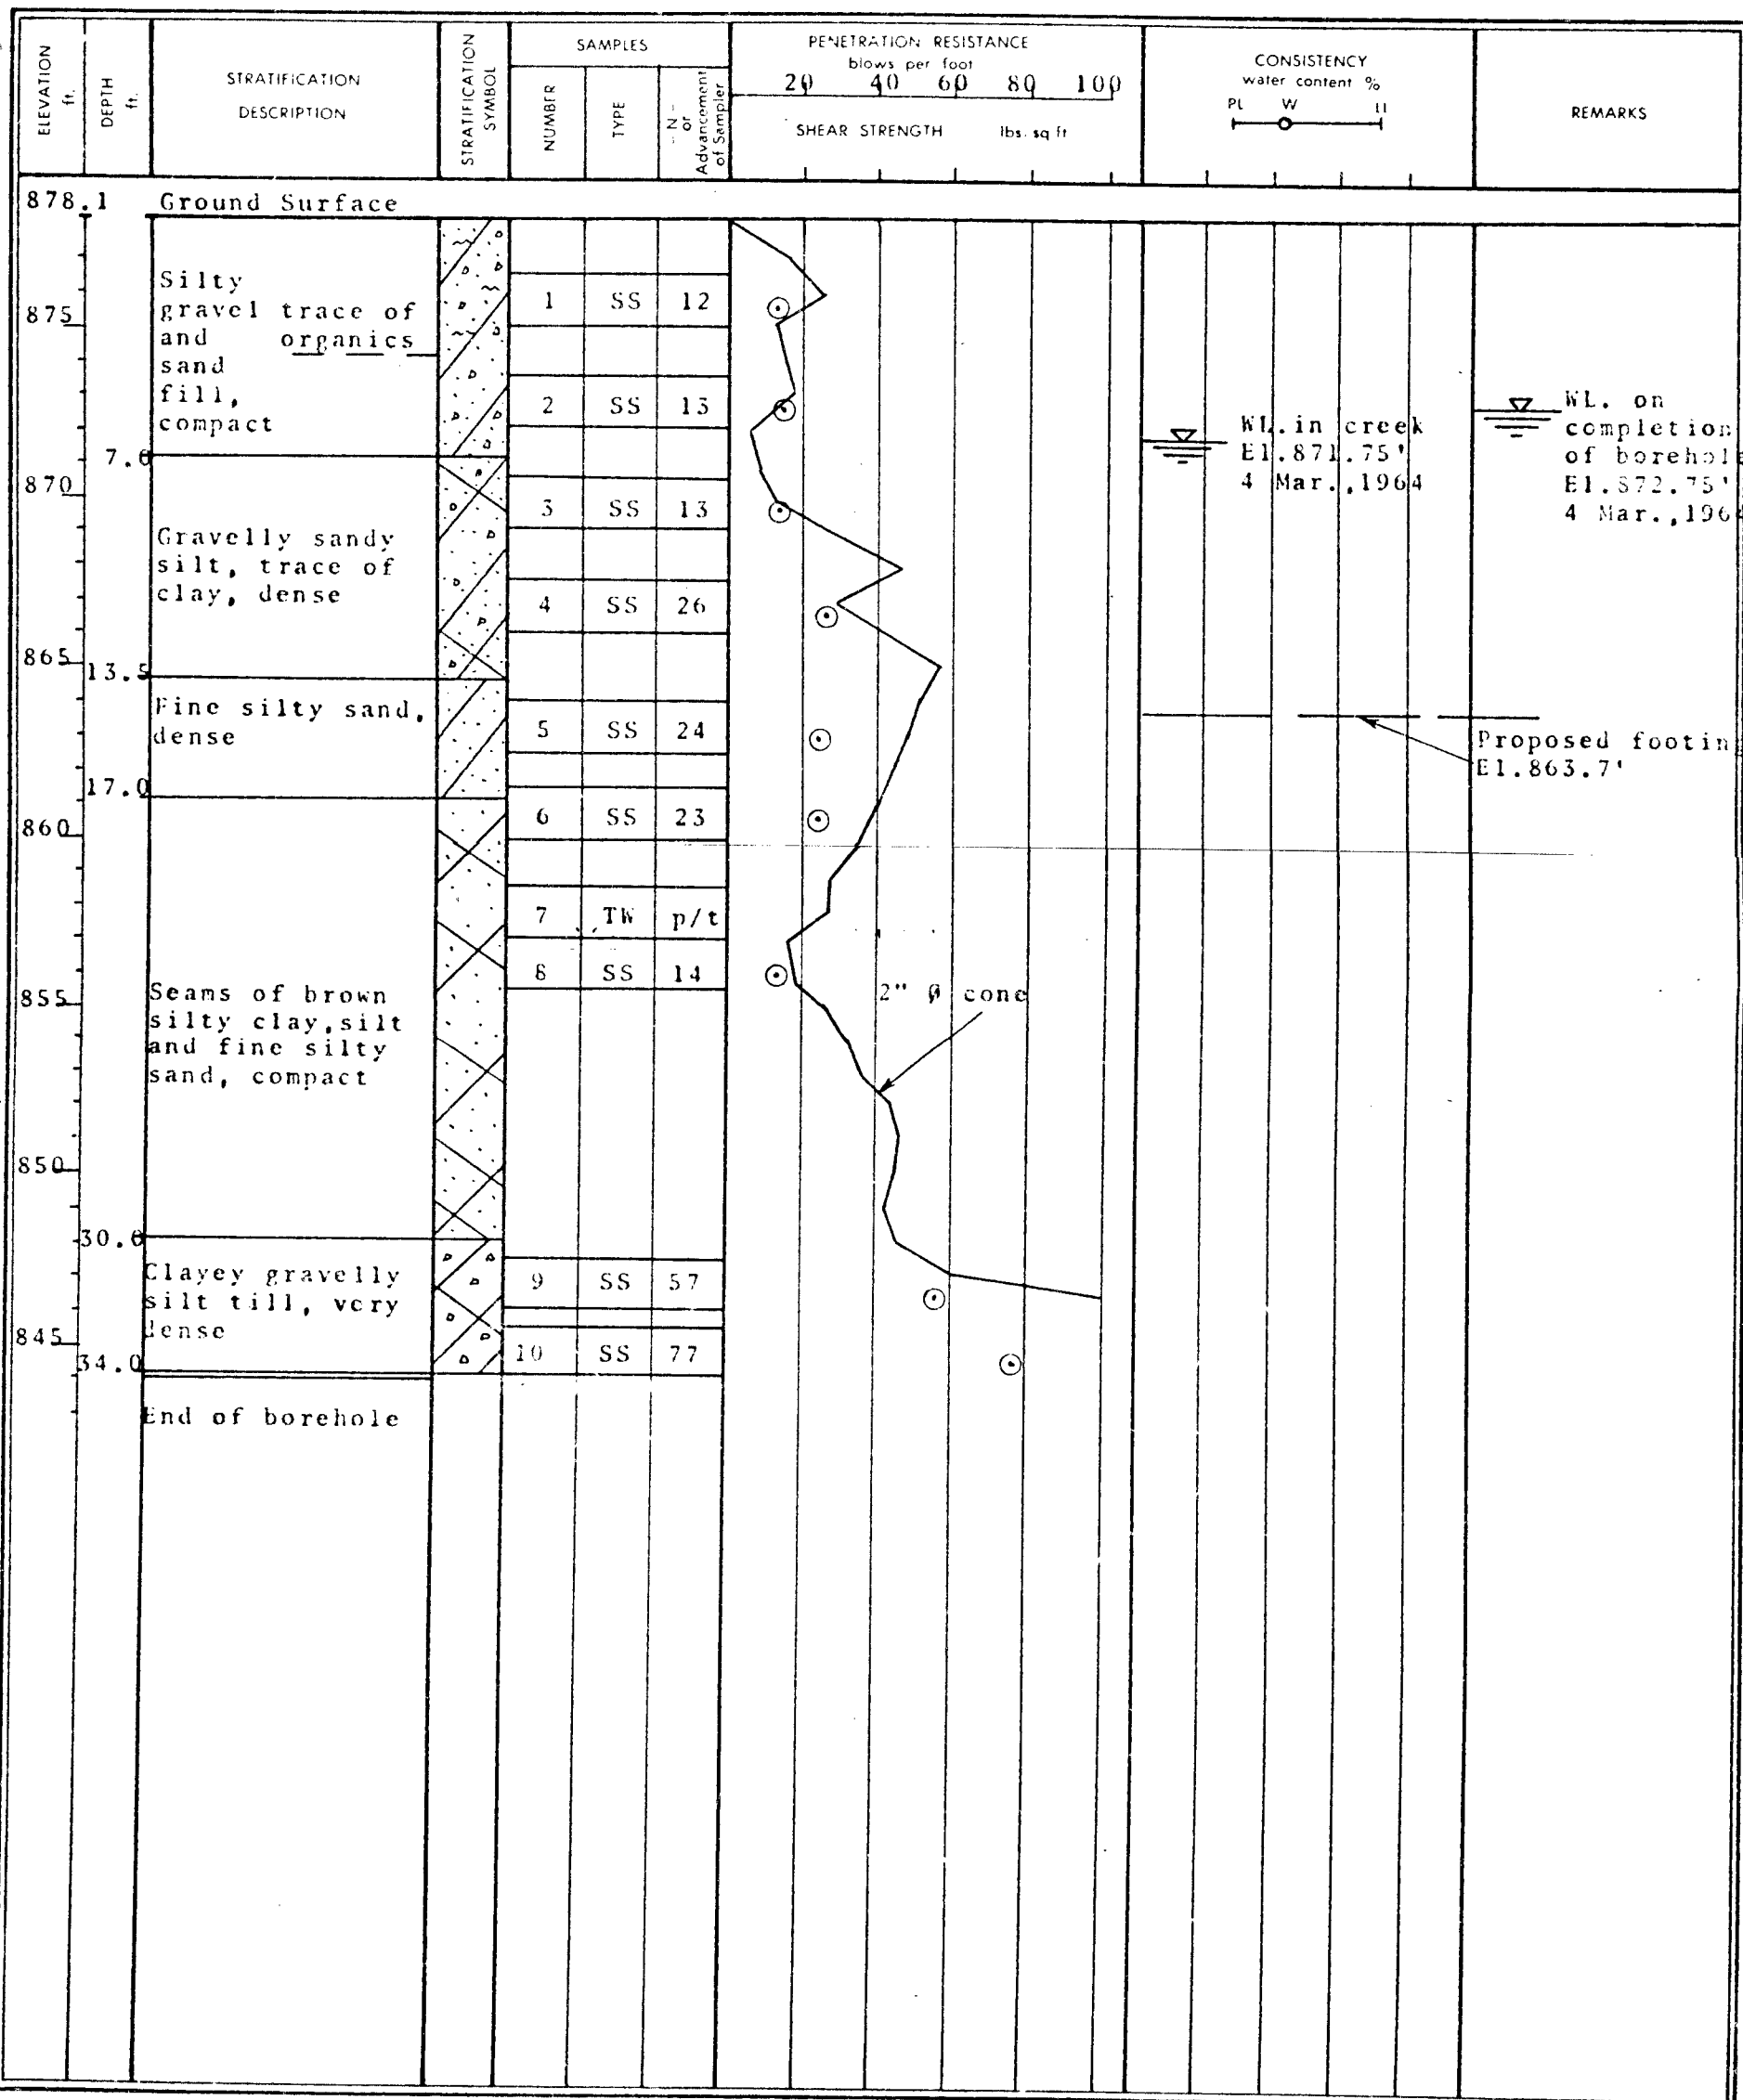 ELEVATION ft.
DEPTH ft.
STRATIFICATION
DESCRIPTION
STRATIFICATION
SYMBOL
SAMPLES
NUMBER
TYPE
"N"
or
Advancement
of Sampler
PENETRATION RESISTANCE
blows per foot
20 40 60 80 100
SHEAR STRENGTH lbs. sq ft
CONSISTENCY
water content %
PL W Ll
REMARKS
878.1 Ground Surface
Silty
gravel trace of
and organics
sand
fill,
compact
875
1 SS 12
2 SS 13
WL. in creek
El.871.75'
4 Mar.,1964
WL. on
completion
of borehole
El.872.75'
4 Mar.,1964
7.0
870
3 SS 13
Gravelly sandy
silt, trace of
clay, dense
4 SS 26
865
13.5
Fine silty sand,
dense
5 SS 24
Proposed footin
El.863.7'
17.0
860
6 SS 23
7 TW p/t
8 SS 14
855
Seams of brown
silty clay,silt
and fine silty
sand, compact
2" Ø cone
850
30.0
Clayey gravelly
silt till, very
dense
9 SS 57
845
10 SS 77
34.0
End of borehole